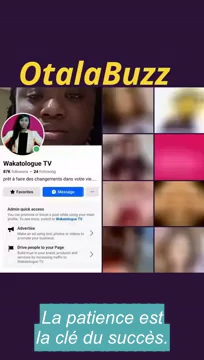 OtalaBuzz
Wakatologue TV
87K followers • 24 following
prêt à faire des changements dans votre vie ...
Favorites
Message
Admin quick access
Advertise
Drive people to your Page
La patience est
la clé du succès.